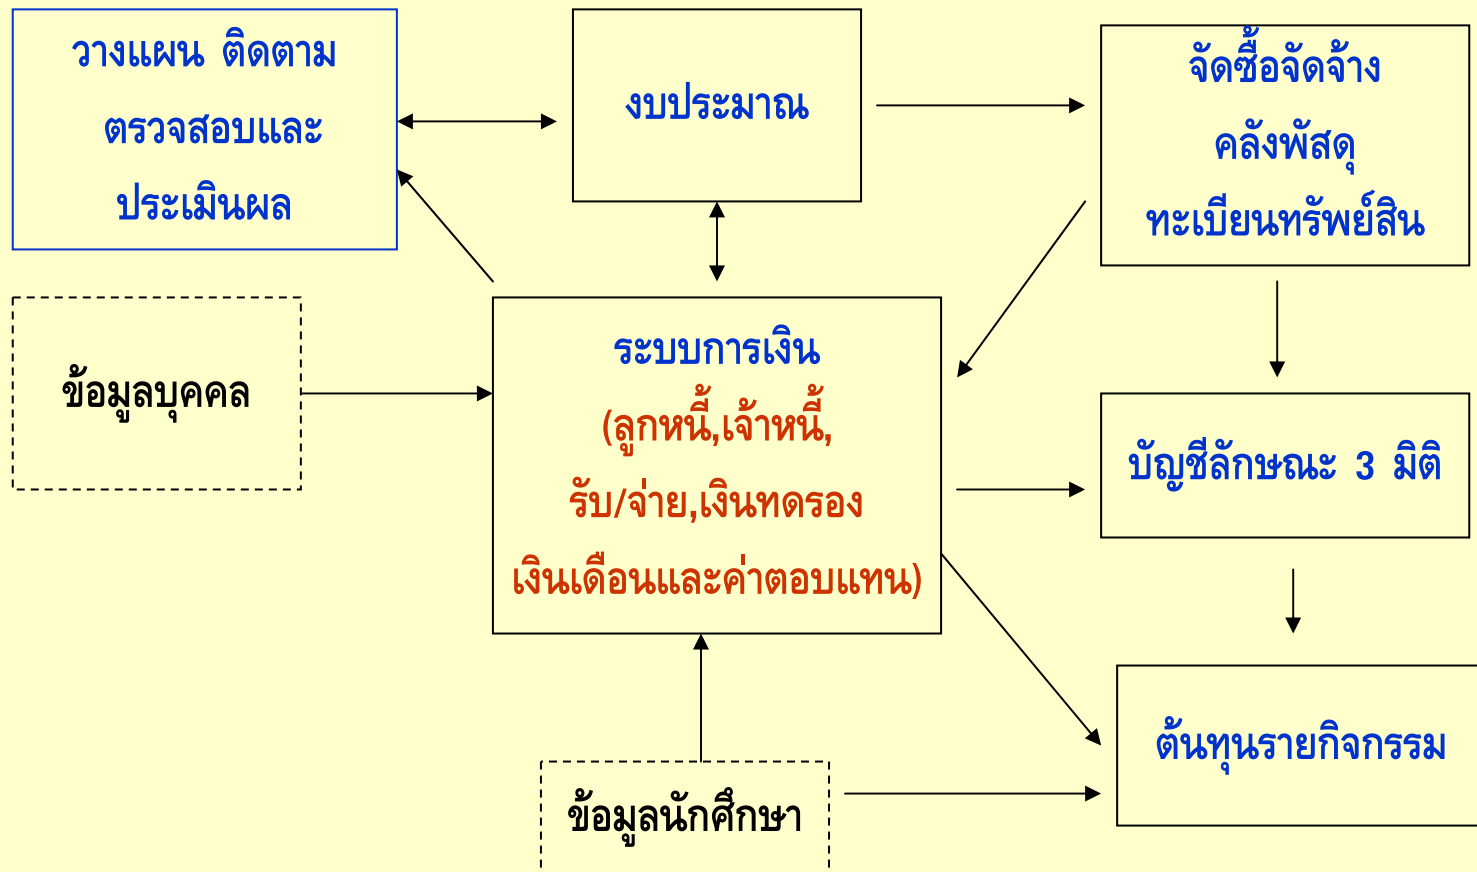 วางแผน ติดตาม
ตรวจสอบและ
ประเมินผล
งบประมาณ
จัดซื้อจัดจ้าง
คลังพัสดุ
ทะเบียนทรัพย์สิน
ข้อมูลบุคคล
ระบบการเงิน
(ลูกหนี้,เจ้าหนี้,
รับ/จ่าย,เงินทดรอง
เงินเดือนและค่าตอบแทน)
บัญชีลักษณะ 3 มิติ
ต้นทุนรายกิจกรรม
ข้อมูลนักศึกษา